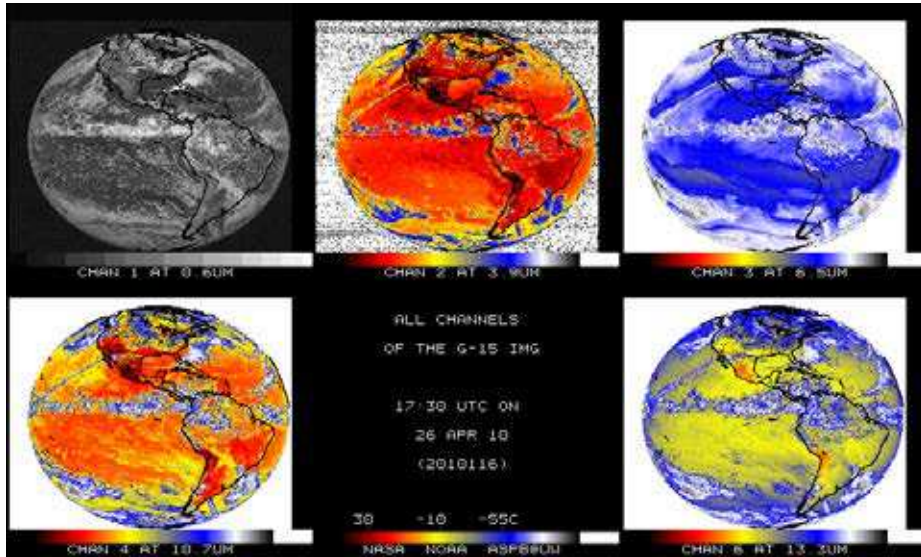 CHAN 1 AT 0.6UM
CHAN 2 AT 3.9UM
CHAN 3 AT 6.5UM
ALL CHANNELS
OF THE G-15 IMG
17:30 UTC ON
26 APR 10
(2010116)
30 -10 -55C
CHAN 4 AT 10.7UM
NASA NOAA ASPB@UW
CHAN 6 AT 13.3UM